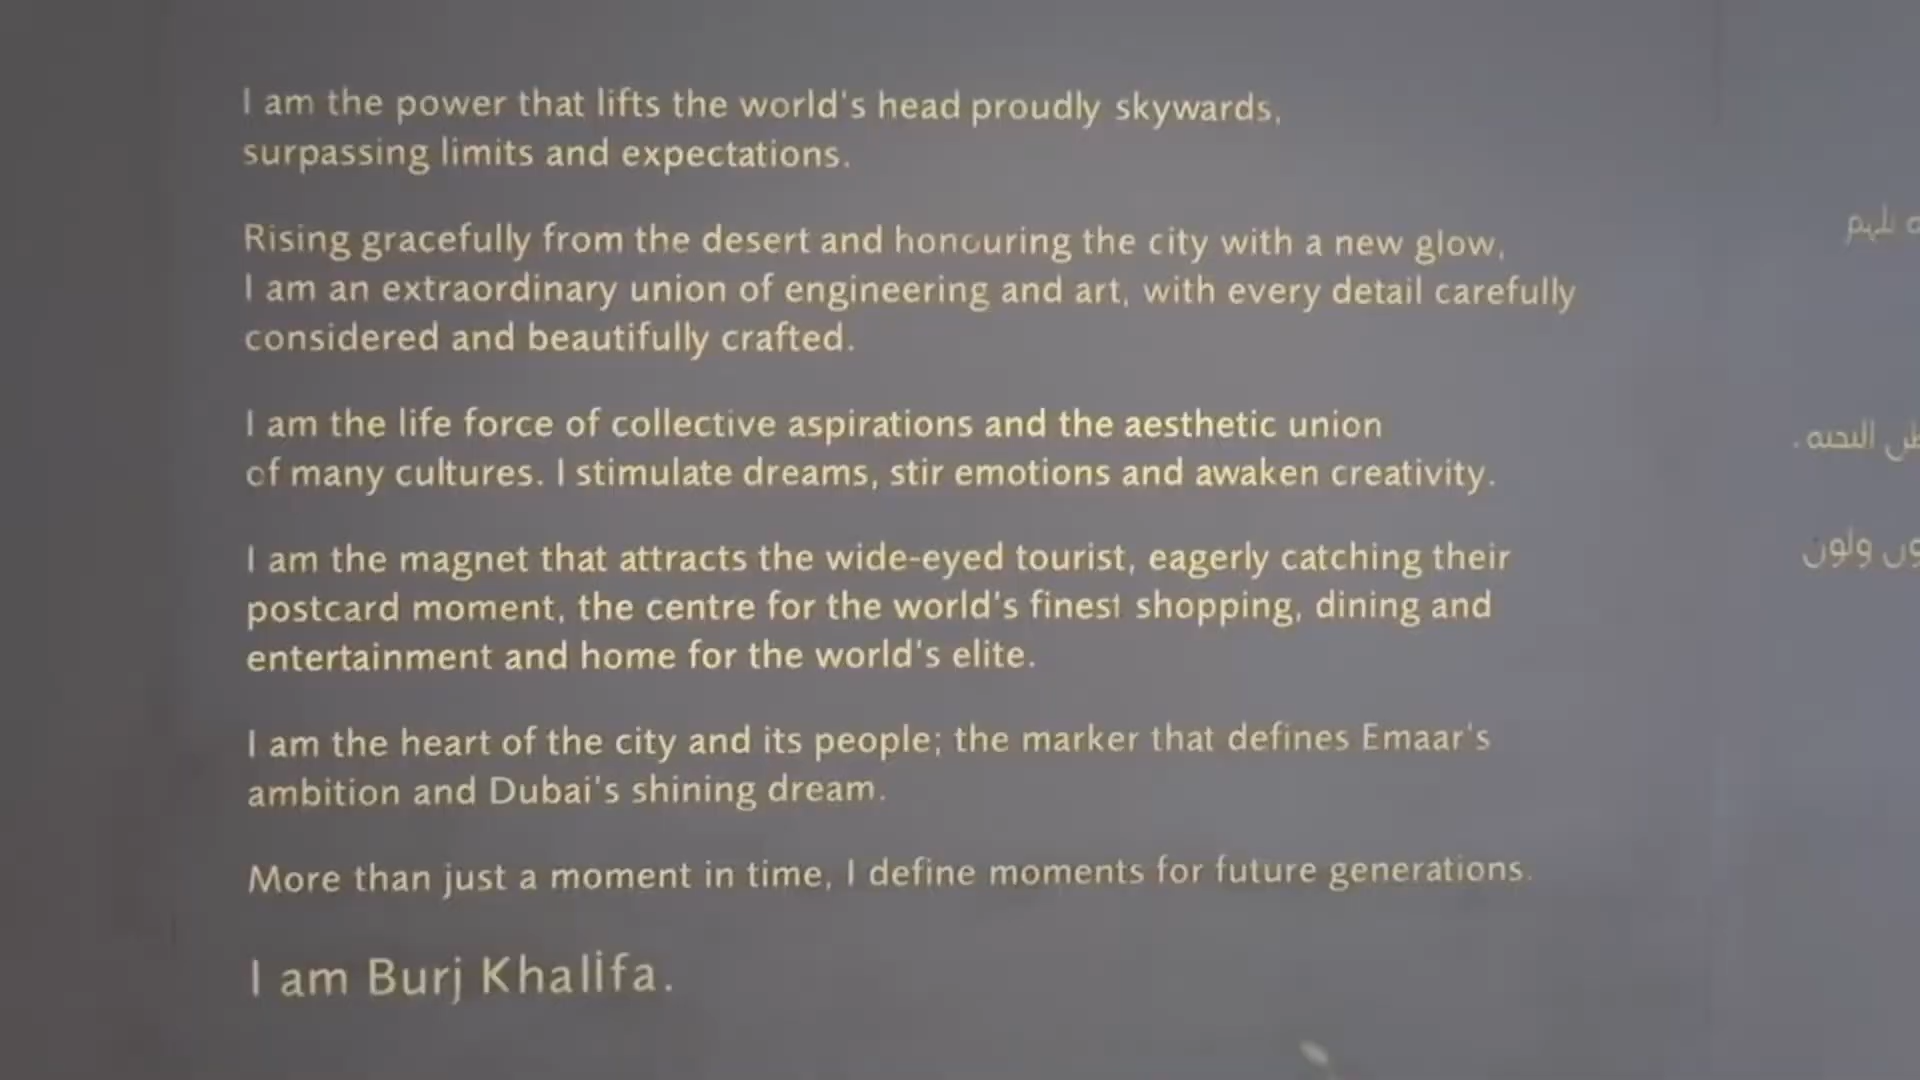 I am the power that lifts the world's head proudly skywards,
surpassing limits and expectations.
Rising gracefully from the desert and honouring the city with a new glow,
I am an extraordinary union of engineering and art, with every detail carefully
considered and beautifully crafted.
I am the life force of collective aspirations and the aesthetic union
of many cultures. I stimulate dreams, stir emotions and awaken creativity.
I am the magnet that attracts the wide-eyed tourist, eagerly catching their
postcard moment, the centre for the world's finest shopping, dining and
entertainment and home for the world's elite.
I am the heart of the city and its people; the marker that defines Emaar's
ambition and Dubai's shining dream.
More than just a moment in time, I define moments for future generations.
I am Burj Khalifa.
ولون